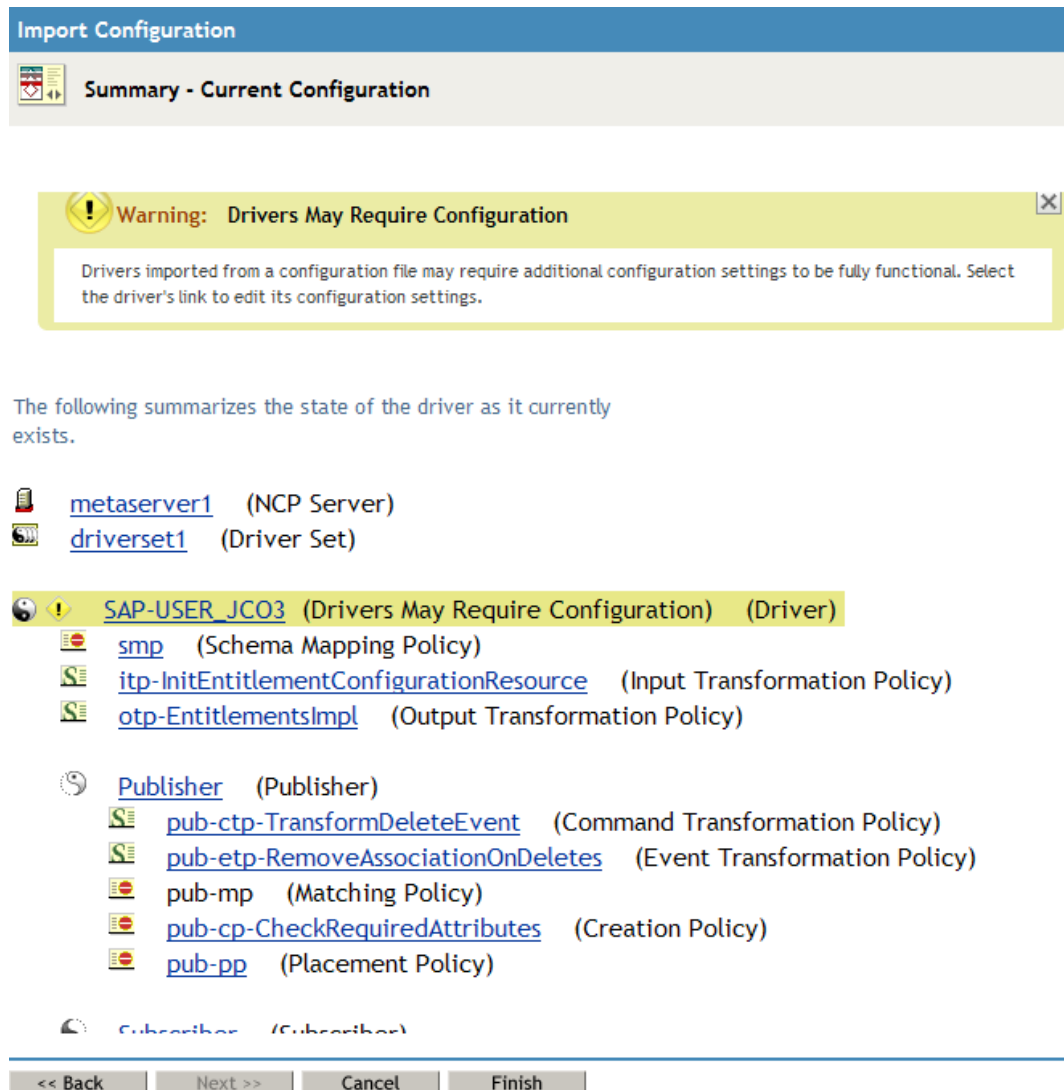 Import Configuration
Summary - Current Configuration
Warning: Drivers May Require Configuration
Drivers imported from a configuration file may require additional configuration settings to be fully functional. Select
the driver's link to edit its configuration settings.
The following summarizes the state of the driver as it currently
exists.
metaserver1 (NCP Server)
driverset1 (Driver Set)
SAP-USER_JCO3 (Drivers May Require Configuration) (Driver)
smp (Schema Mapping Policy)
itp-InitEntitlementConfigurationResource (Input Transformation Policy)
otp-EntitlementsImpl (Output Transformation Policy)
Publisher (Publisher)
pub-ctp-TransformDeleteEvent (Command Transformation Policy)
pub-etp-RemoveAssociationOnDeletes (Event Transformation Policy)
pub-mp (Matching Policy)
pub-cp-CheckRequiredAttributes (Creation Policy)
pub-pp (Placement Policy)
Subscriber (Subscriber)
<< Back Next >> Cancel Finish